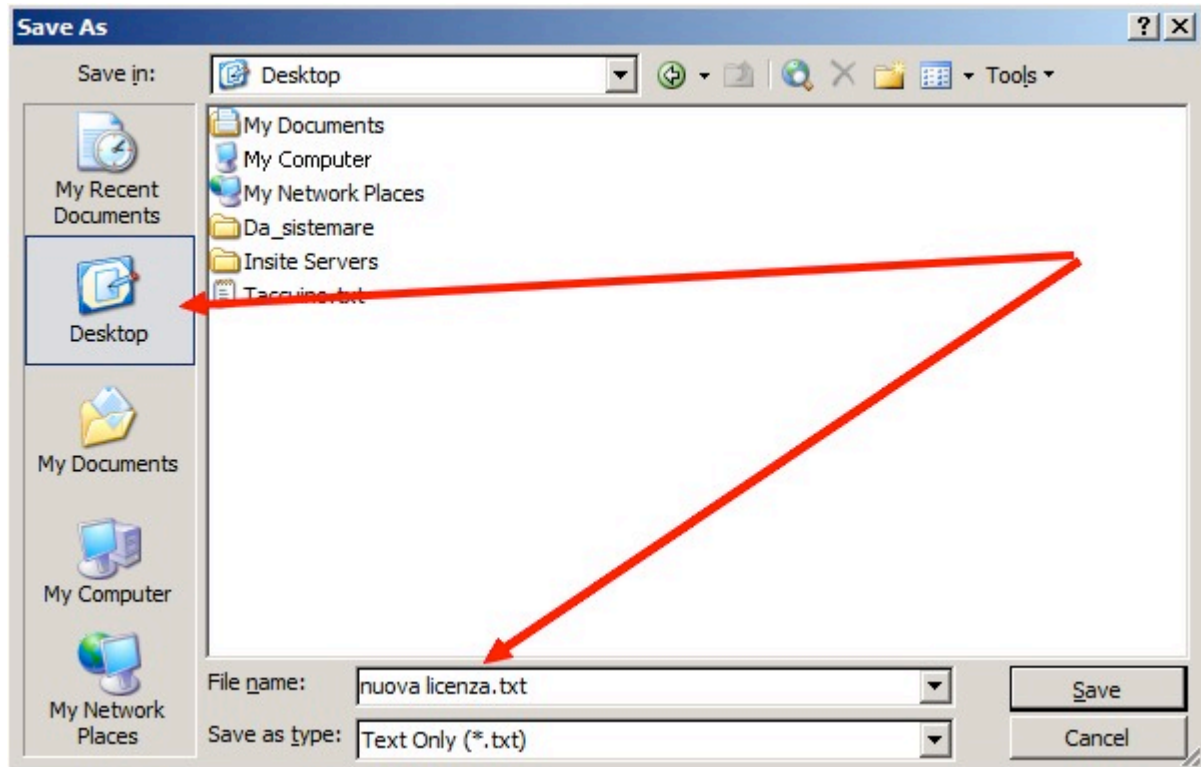 Save As
Save in:
Desktop
Tools
My Recent
Documents
Desktop
My Documents
My Computer
My Network
Places
My Documents
My Computer
My Network Places
Da_sistemare
Insite Servers
Taccuino.txt
File name:
nuova licenza.txt
Save
Save as type:
Text Only (*.txt)
Cancel